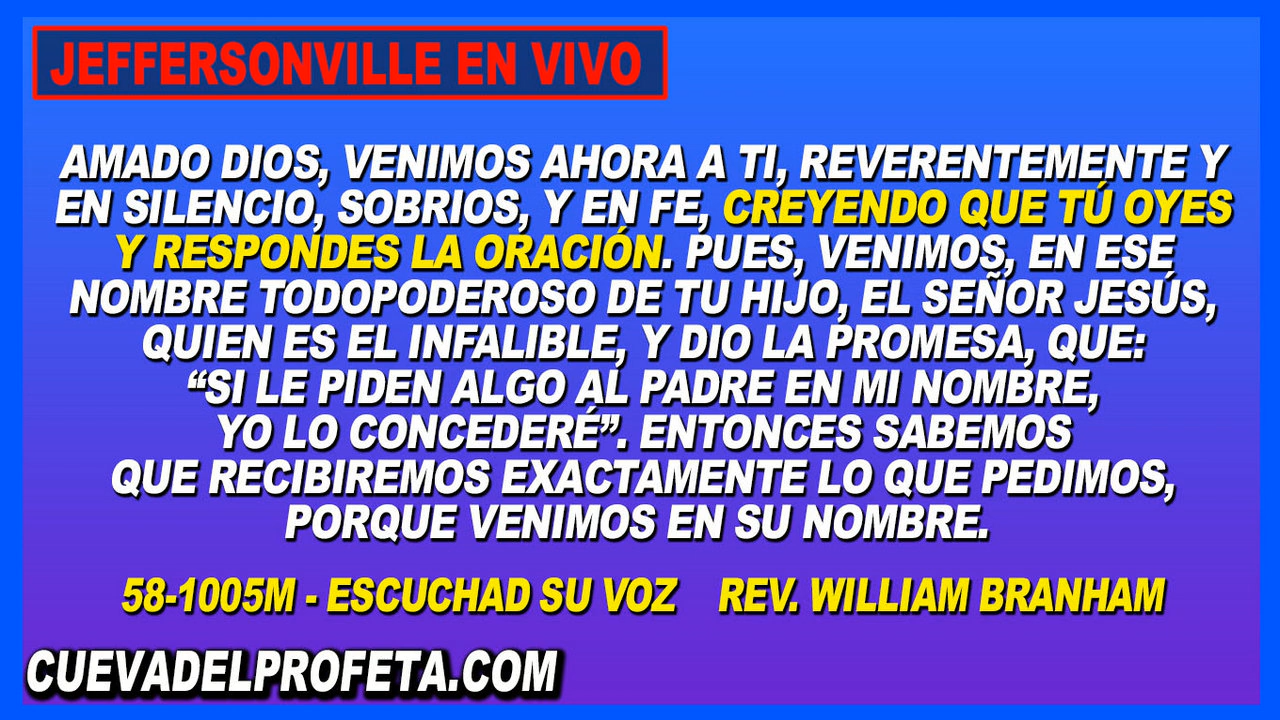 JEFFERSONVILLE EN VIVO
AMADO DIOS, VENIMOS AHORA A TI, REVERENTEMENTE Y
EN SILENCIO, SOBRIOS, Y EN FE, CREYENDO QUE TÚ OYES
Y RESPONDES LA ORACIÓN. PUES, VENIMOS, EN ESE
NOMBRE TODOPODEROSO DE TU HIJO, EL SEÑOR JESÚS,
QUIEN ES EL INFALIBLE, Y DIO LA PROMESA, QUE:
“SI LE PIDEN ALGO AL PADRE EN MI NOMBRE,
YO LO CONCEDERÉ”. ENTONCES SABEMOS
QUE RECIBIREMOS EXACTAMENTE LO QUE PEDIMOS,
PORQUE VENIMOS EN SU NOMBRE.
58-1005M - ESCUCHAD SU VOZ REV. WILLIAM BRANHAM
CUEVADELPROFETA.COM